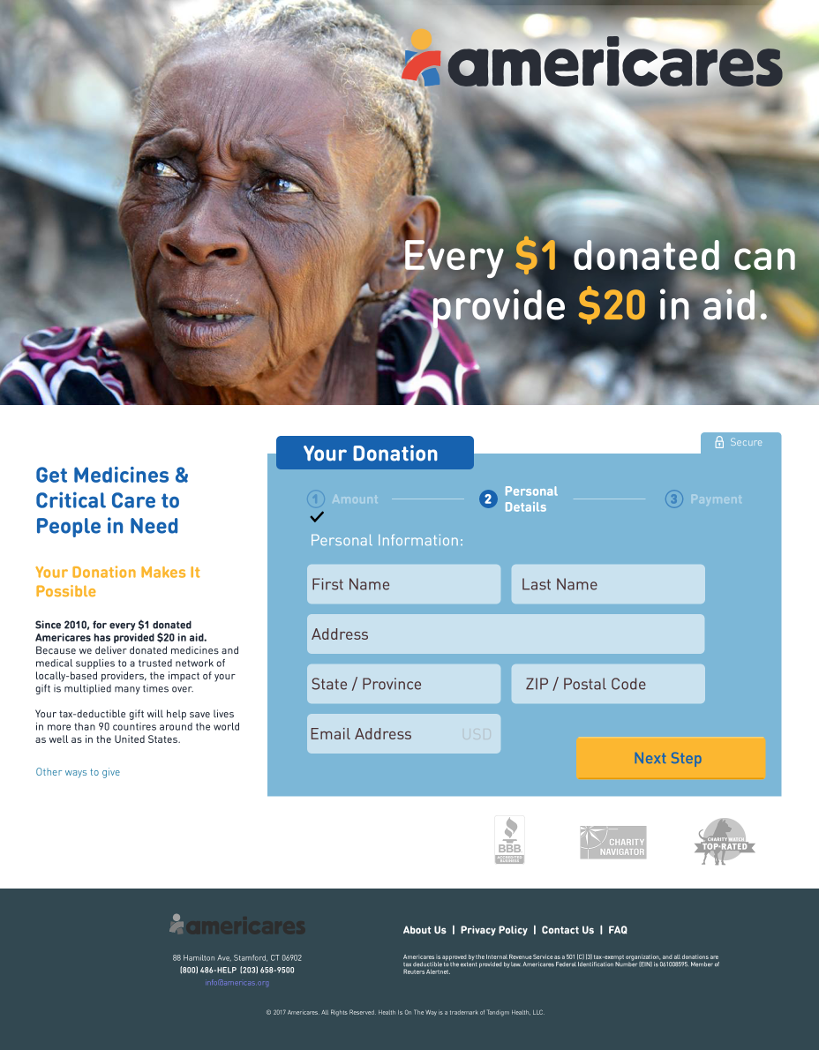 americares
Every $1 donated can
provide $20 in aid.
Get Medicines &
Critical Care to
People in Need
Your Donation Makes It
Possible
Since 2010, for every $1 donated
Americares has provided $20 in aid.
Because we deliver donated medicines and
medical supplies to a trusted network of
locally-based providers, the impact of your
gift is multiplied many times over.
Your tax-deductible gift will help save lives
in more than 90 countires around the world
as well as in the United States.
Other ways to give
Secure
Your Donation
1 Amount
2 Personal
Details
3 Payment
Personal Information:
First Name
Last Name
Address
State / Province
ZIP / Postal Code
Email Address USD
Next Step
BBB
ACCREDITED
BUSINESS
CHARITY
NAVIGATOR
CHARITY WATCH
TOP-RATED
americares
88 Hamilton Ave, Stamford, CT 06902
(800) 486-HELP (203) 658-9500
info@americas.org
About Us | Privacy Policy | Contact Us | FAQ
Americares is approved by the Internal Revenue Service as a 501 (C) (3) tax-exempt organization, and all donations are
tax deductible to the extent provided by law. Americares Federal Identification Number (EIN) is 061008595. Member of
Reuters Alertnet.
© 2017 Americares. All Rights Reserved. Health Is On The Way is a trademark of Tandigm Health, LLC.